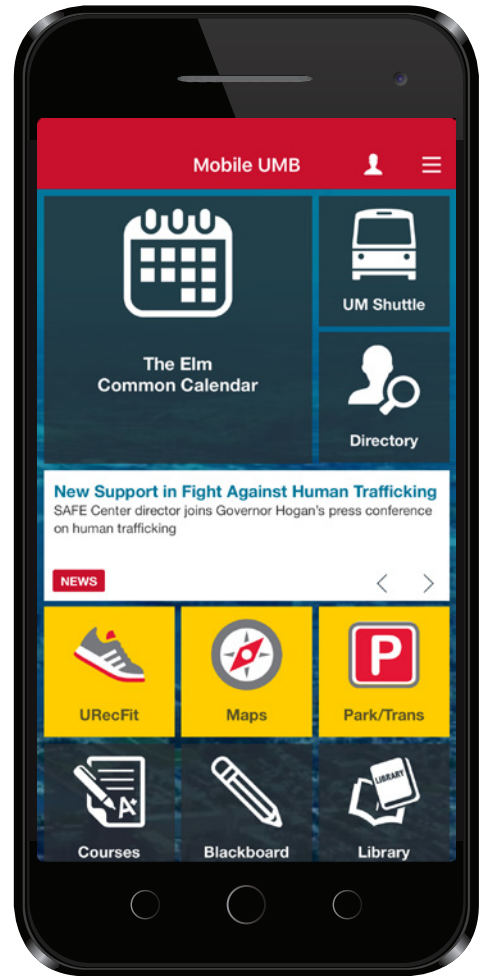 Mobile UMB
The Elm
Common Calendar
UM Shuttle
Directory
New Support in Fight Against Human Trafficking
SAFE Center director joins Governor Hogan's press conference
on human trafficking
NEWS
URecFit
Maps
P
Park/Trans
A+
LIBRARY
Courses
Blackboard
Library